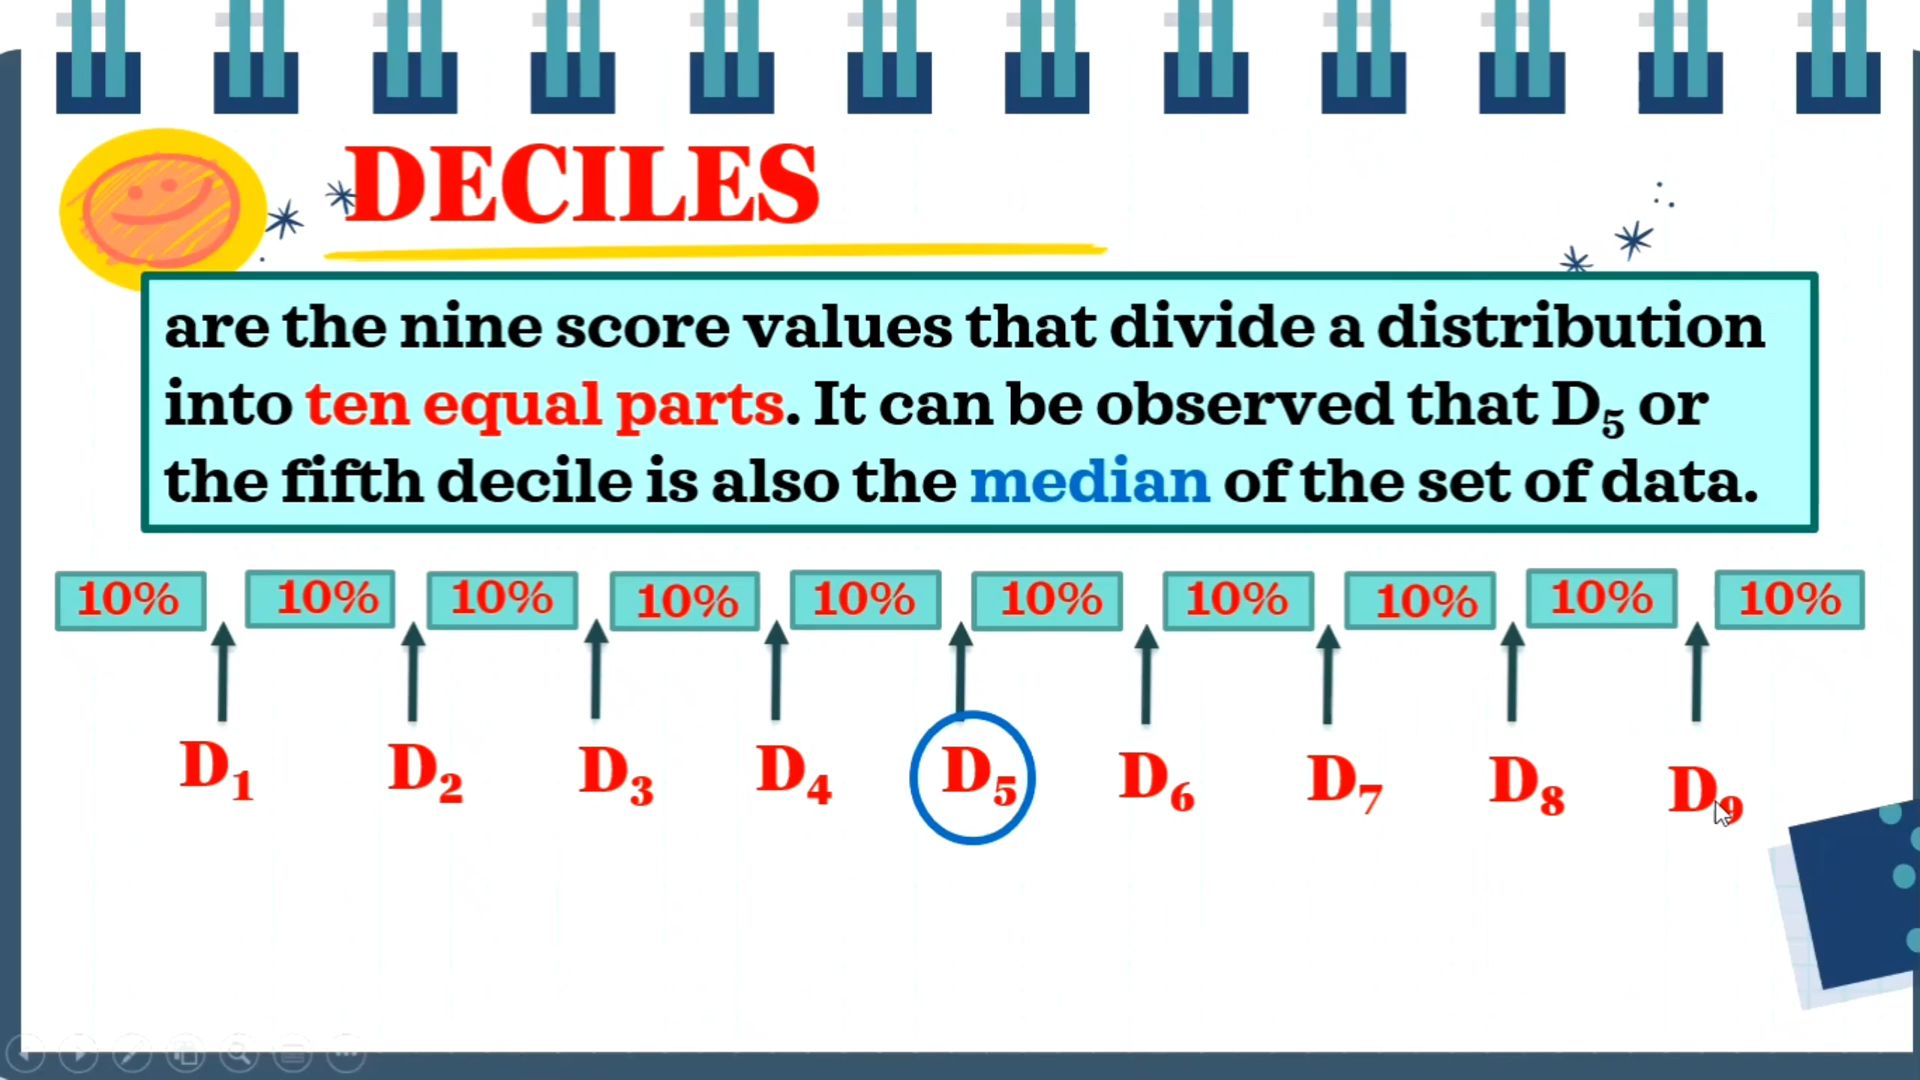 DECILES
are the nine score values that divide a distribution
into ten equal parts. It can be observed that D₅ or
the fifth decile is also the median of the set of data.
10% 10% 10% 10% 10% 10% 10% 10% 10% 10%
D₁ D₂ D₃ D₄ D₅ D₆ D₇ D₈ D₉